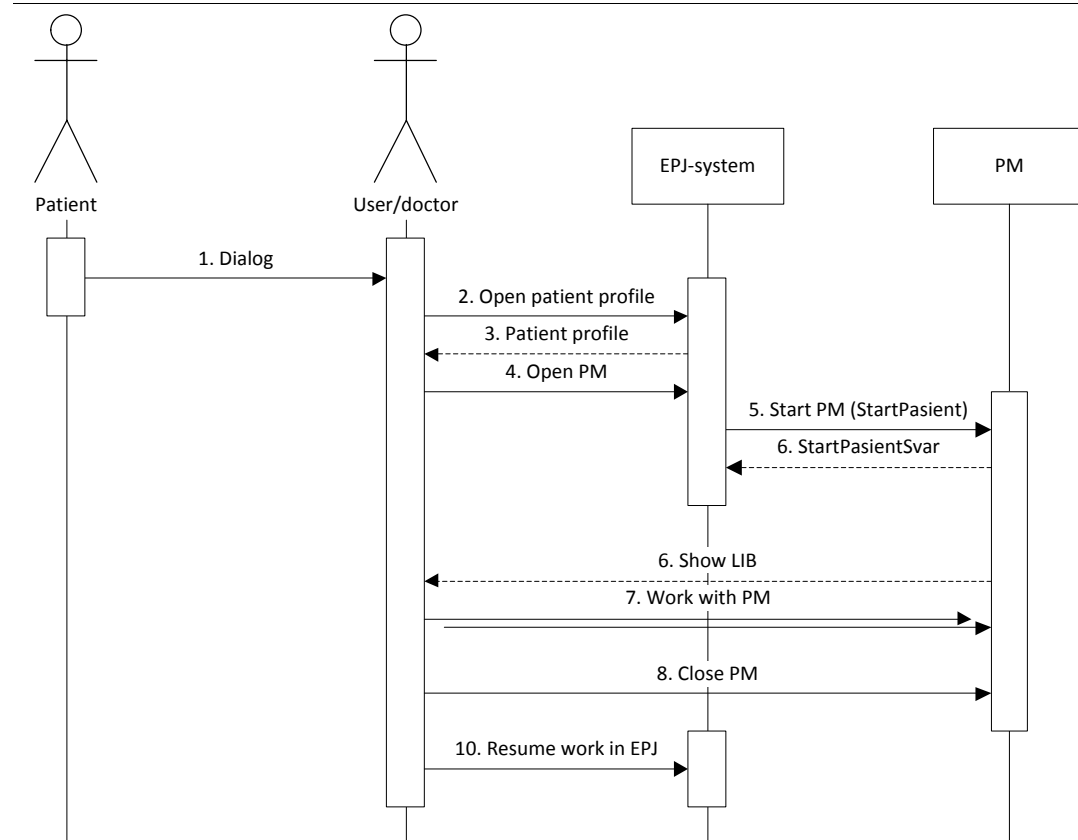 Patient
User/doctor
EPJ-system
PM
1. Dialog
2. Open patient profile
3. Patient profile
4. Open PM
5. Start PM (StartPasient)
6. StartPasientSvar
6. Show LIB
7. Work with PM
8. Close PM
10. Resume work in EPJ